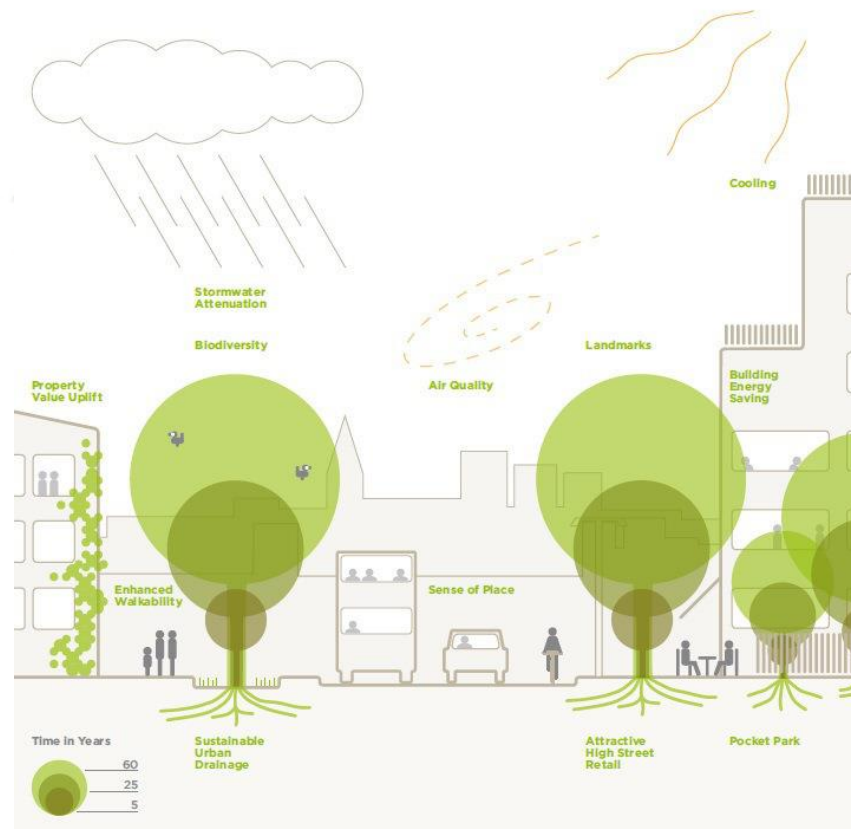 Cooling
Stormwater
Attenuation
Biodiversity
Landmarks
Property
Value Uplift
Air Quality
Building
Energy
Saving
Enhanced
Walkability
Sense of Place
Time in Years
60
25
5
Sustainable
Urban
Drainage
Attractive
High Street
Retail
Pocket Park